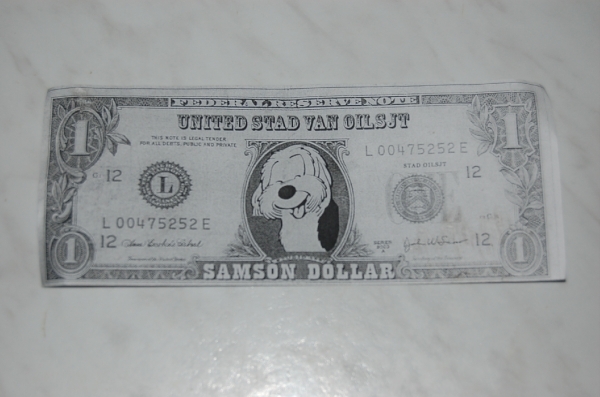 FEDERAL RESERVE NOTE
UNITED STAD VAN OILSJT
THIS NOTE IS LEGAL TENDER
FOR ALL DEBTS, PUBLIC AND PRIVATE
L 00475252 E
STAD OILSJT
12
12
L
L 00475252 E
12
12
SERIES
SAMSON DOLLAR
1
1
1
1